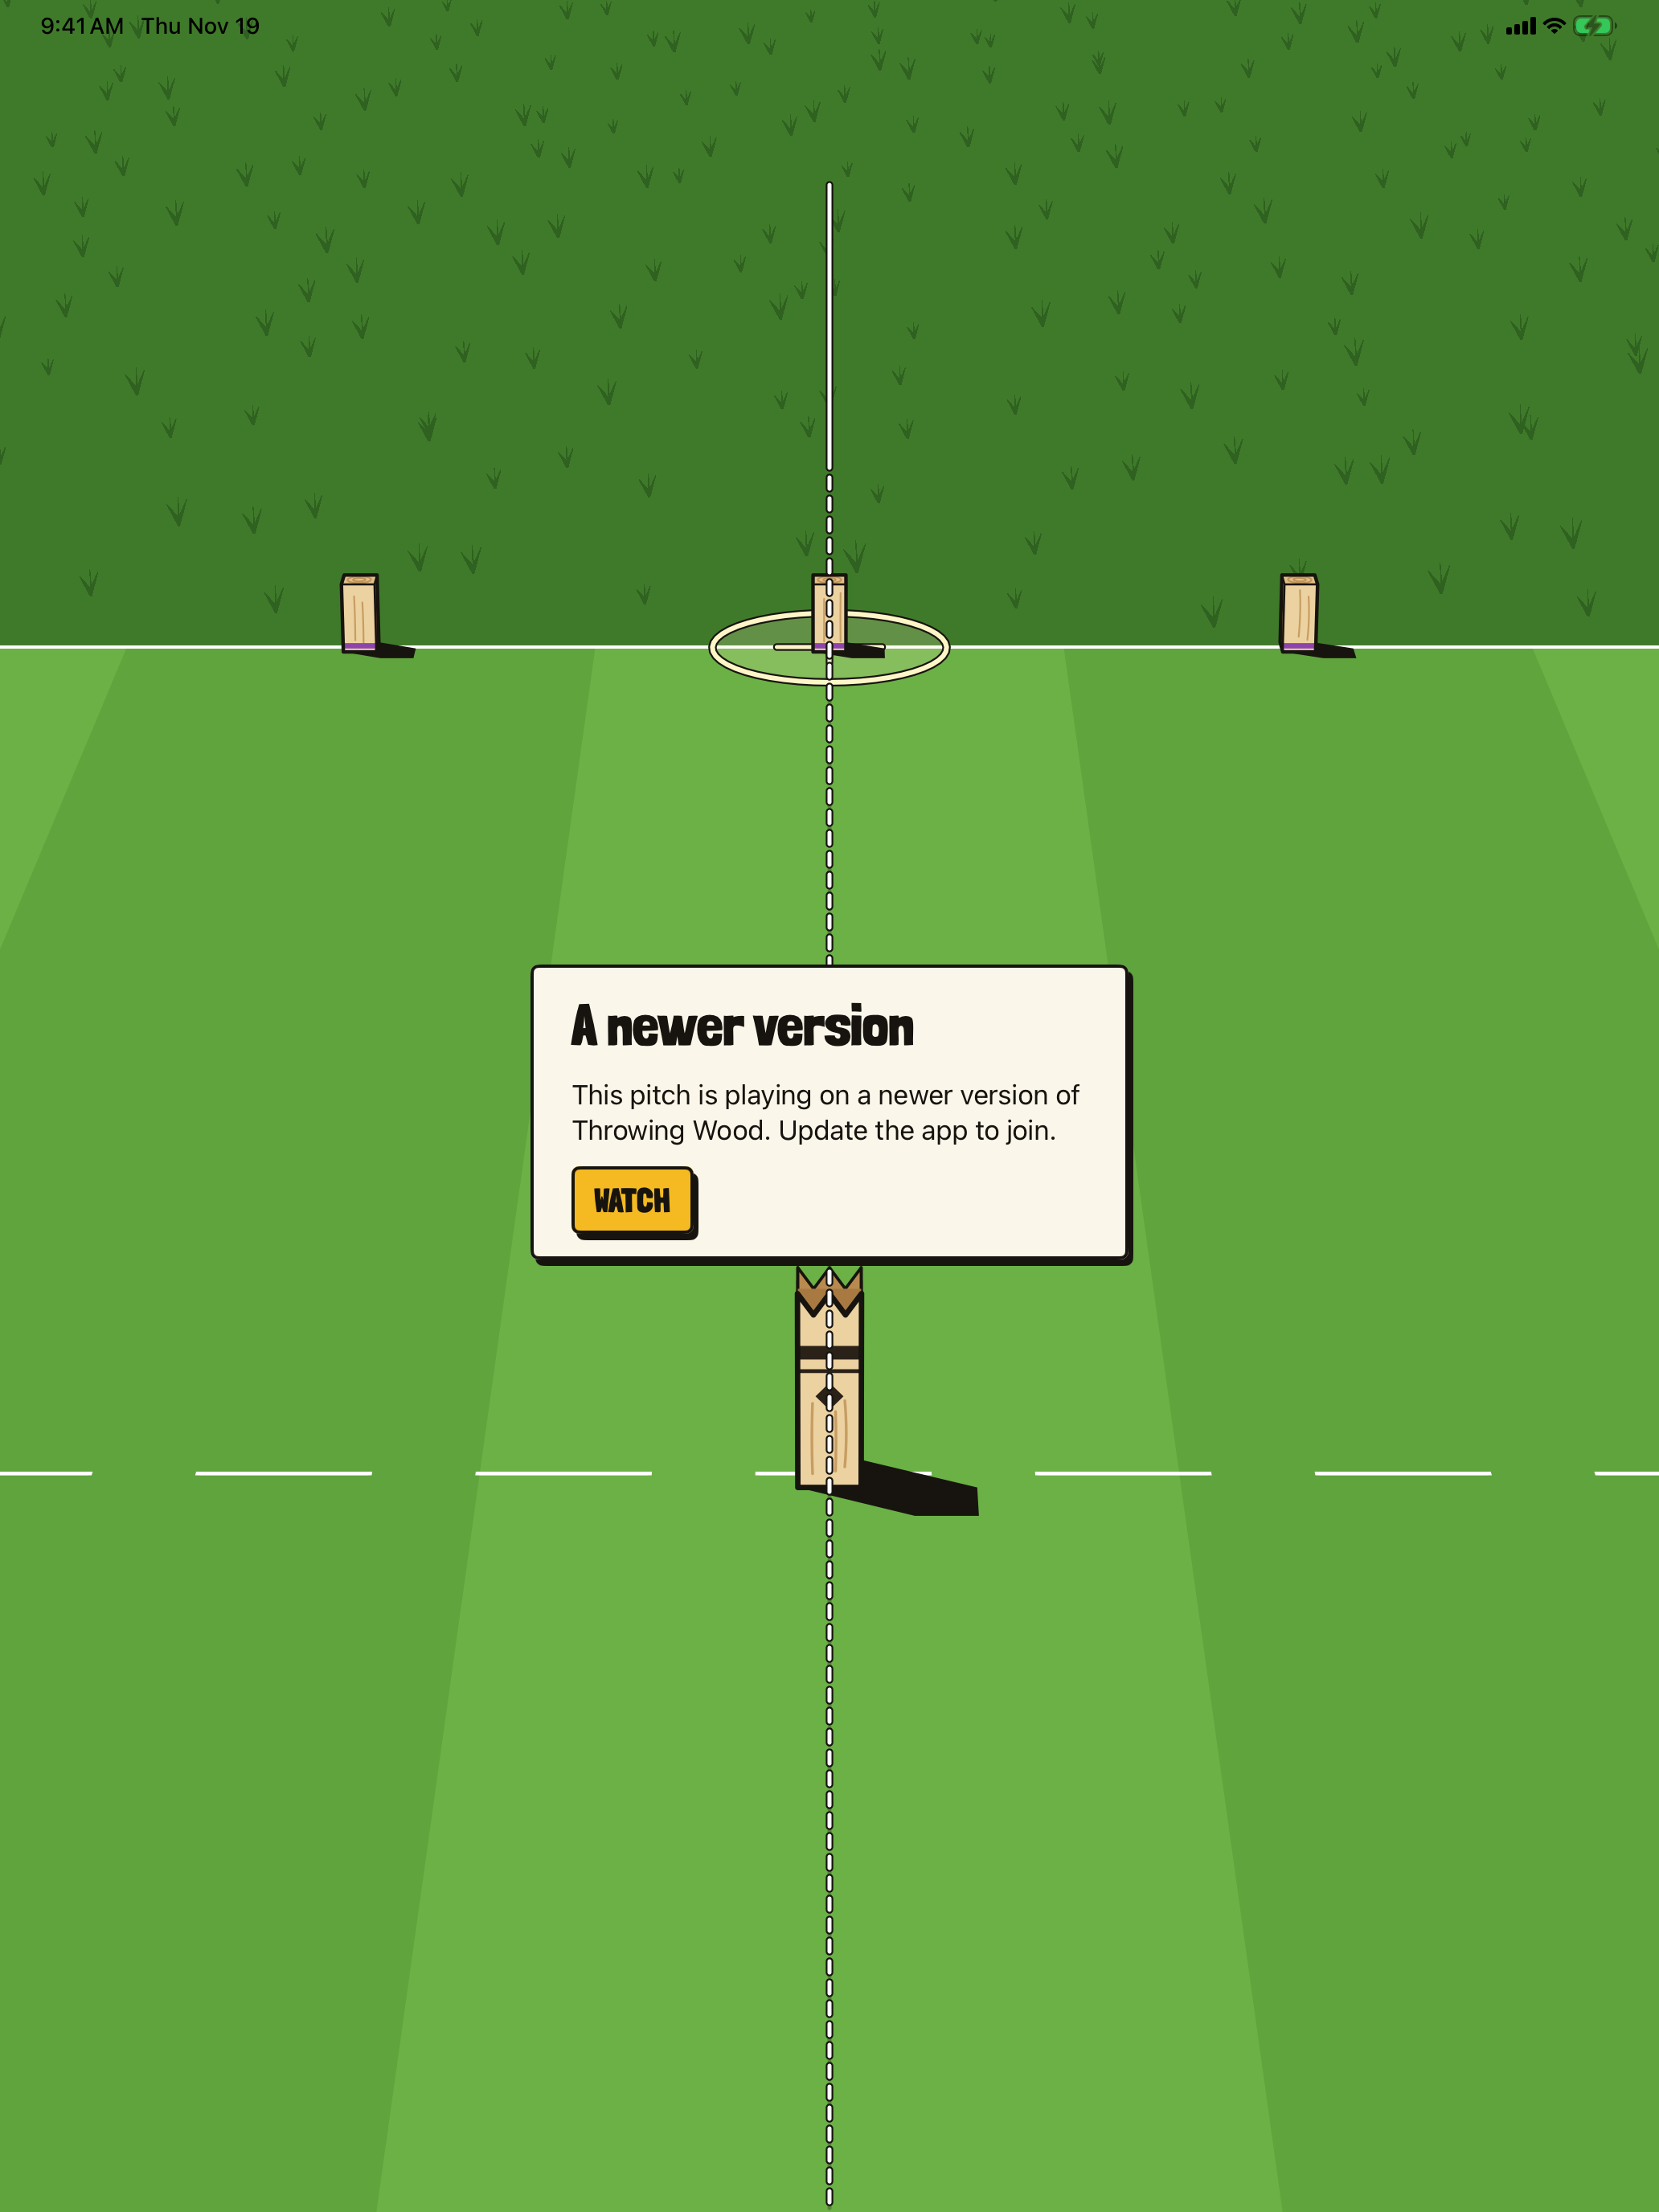 9:41 AM Thu Nov 19
A newer version
This pitch is playing on a newer version of
Throwing Wood. Update the app to join.
WATCH